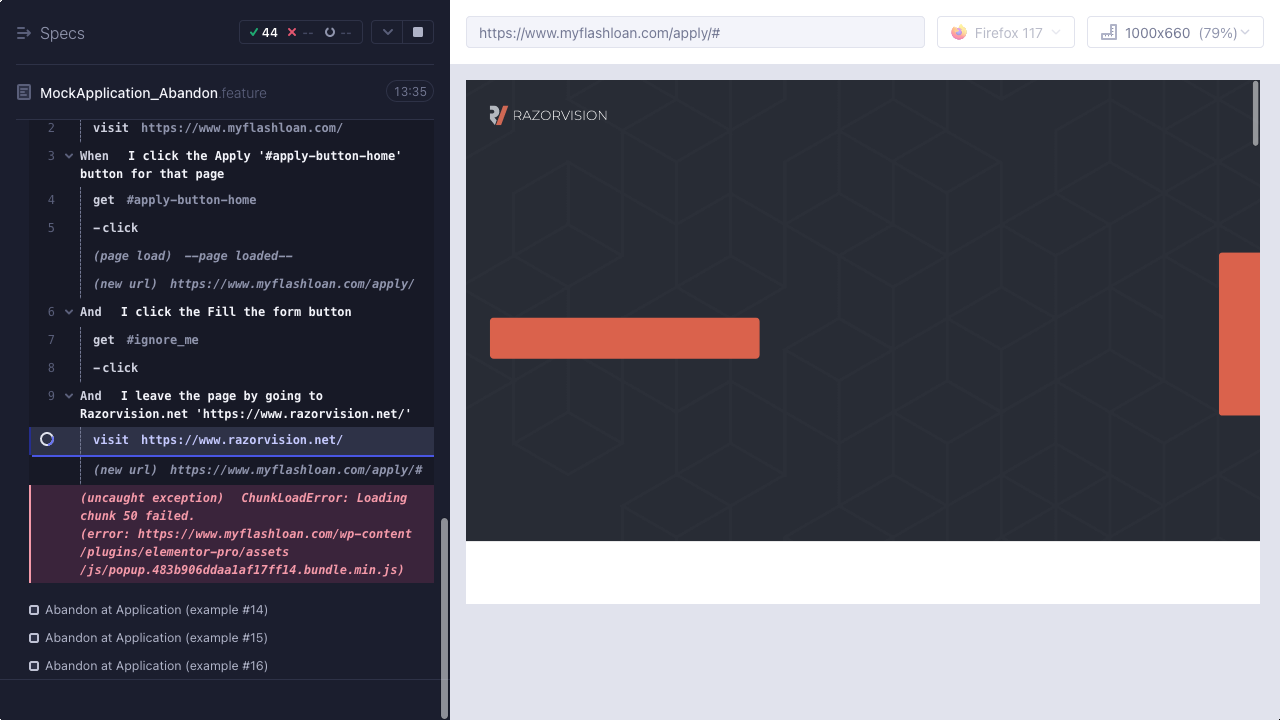 Specs
44
--
--
MockApplication_Abandon.feature
13:35
2 visit https://www.myflashloan.com/
3 When I click the Apply '#apply-button-home'
button for that page
4 get #apply-button-home
5 -click
(page load) --page loaded--
(new url) https://www.myflashloan.com/apply/
6 And I click the Fill the form button
7 get #ignore_me
8 -click
9 And I leave the page by going to
Razorvision.net 'https://www.razorvision.net/'
visit https://www.razorvision.net/
(new url) https://www.myflashloan.com/apply/#
(uncaught exception) ChunkLoadError: Loading
chunk 50 failed.
(error: https://www.myflashloan.com/wp-content
/plugins/elementor-pro/assets
/js/popup.483b906ddaa1af17ff14.bundle.min.js)
Abandon at Application (example #14)
Abandon at Application (example #15)
Abandon at Application (example #16)
https://www.myflashloan.com/apply/#
Firefox 117
1000x660 (79%)
RAZORVISION